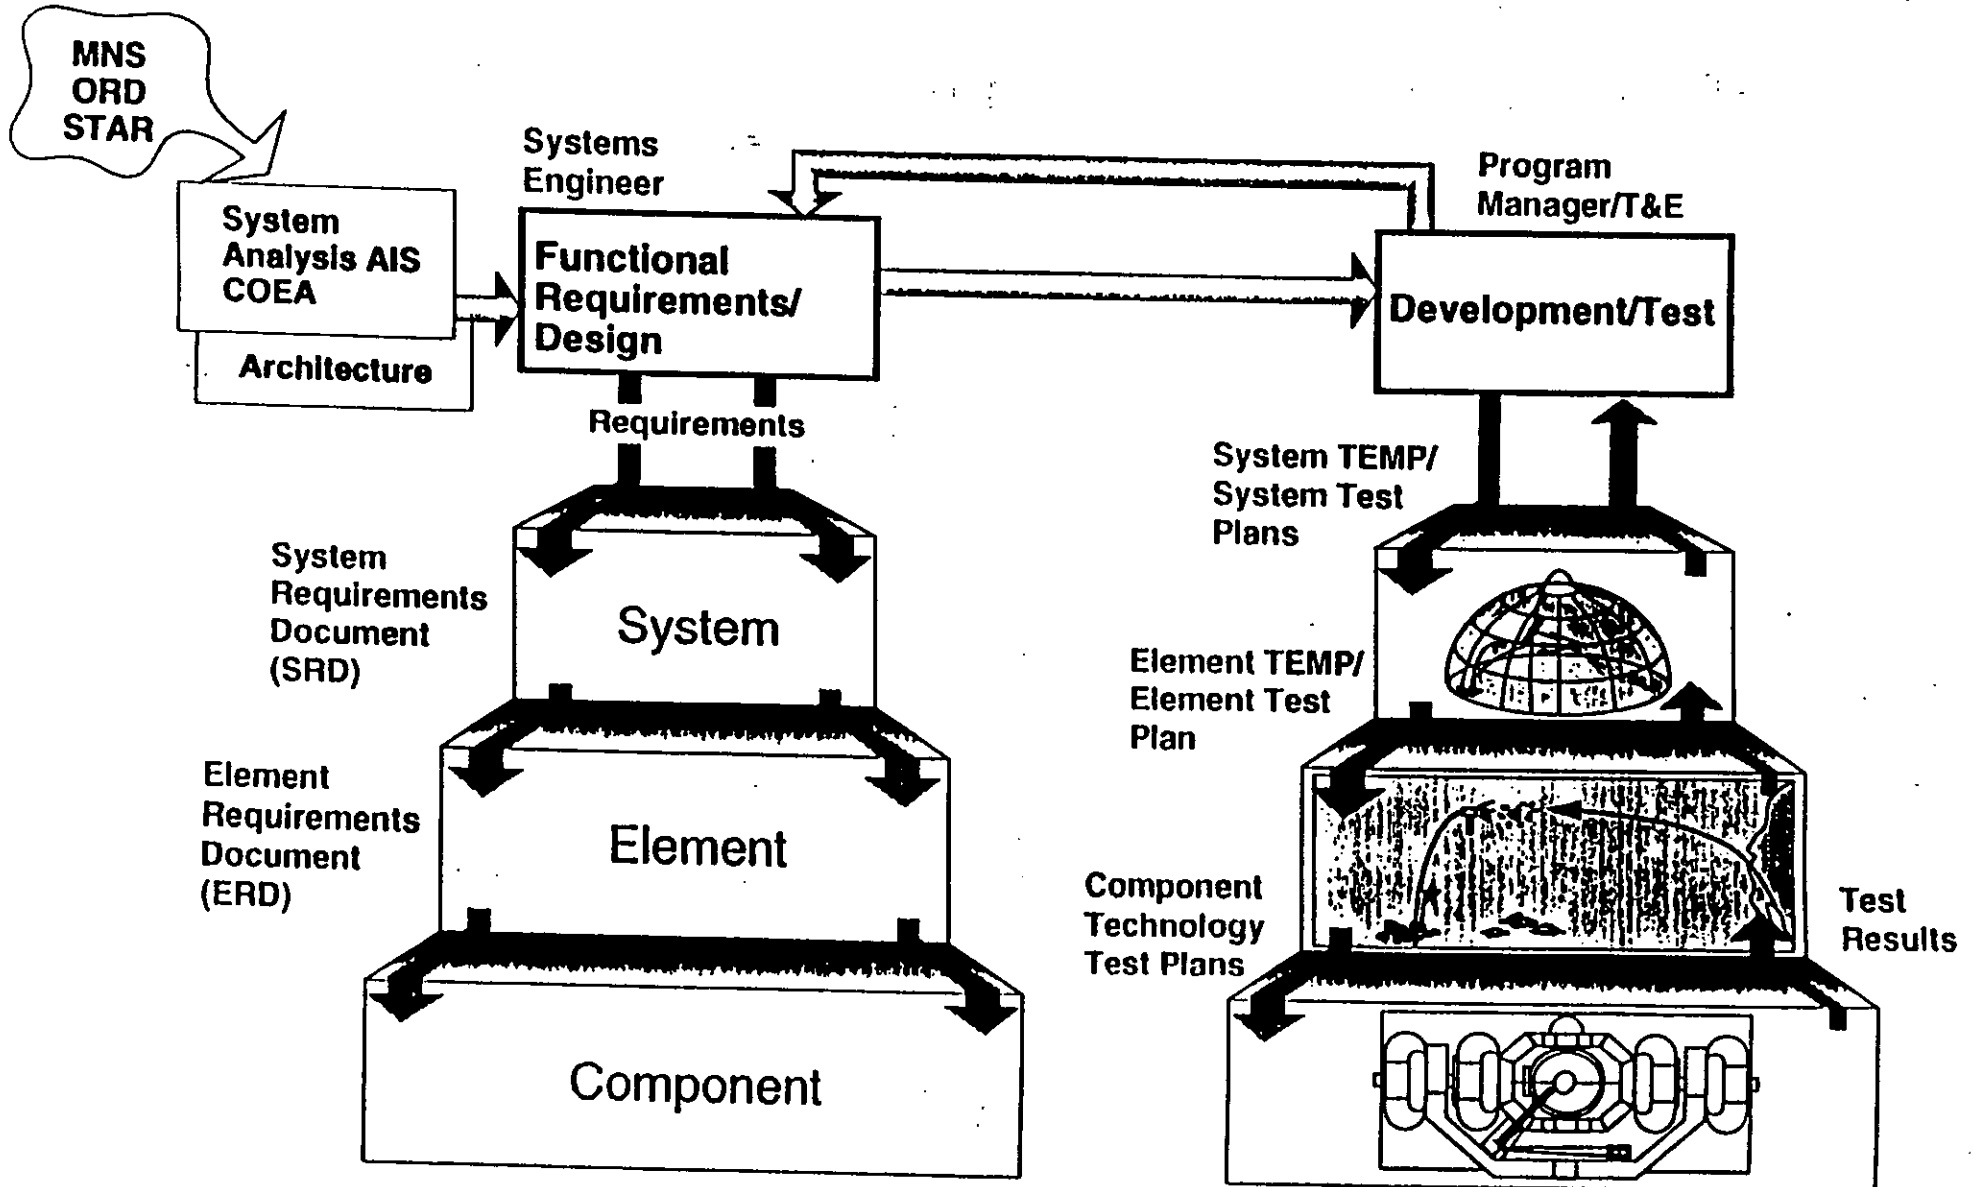 MNS
ORD
STAR
System
Analysis AIS
COEA
Architecture
Systems
Engineer
Functional
Requirements/
Design
Program
Manager/T&E
Development/Test
Requirements
System
Requirements
Document
(SRD)
System
Element
Requirements
Document
(ERD)
Element
Component
System TEMP/
System Test
Plans
Element TEMP/
Element Test
Plan
Component
Technology
Test Plans
Test
Results